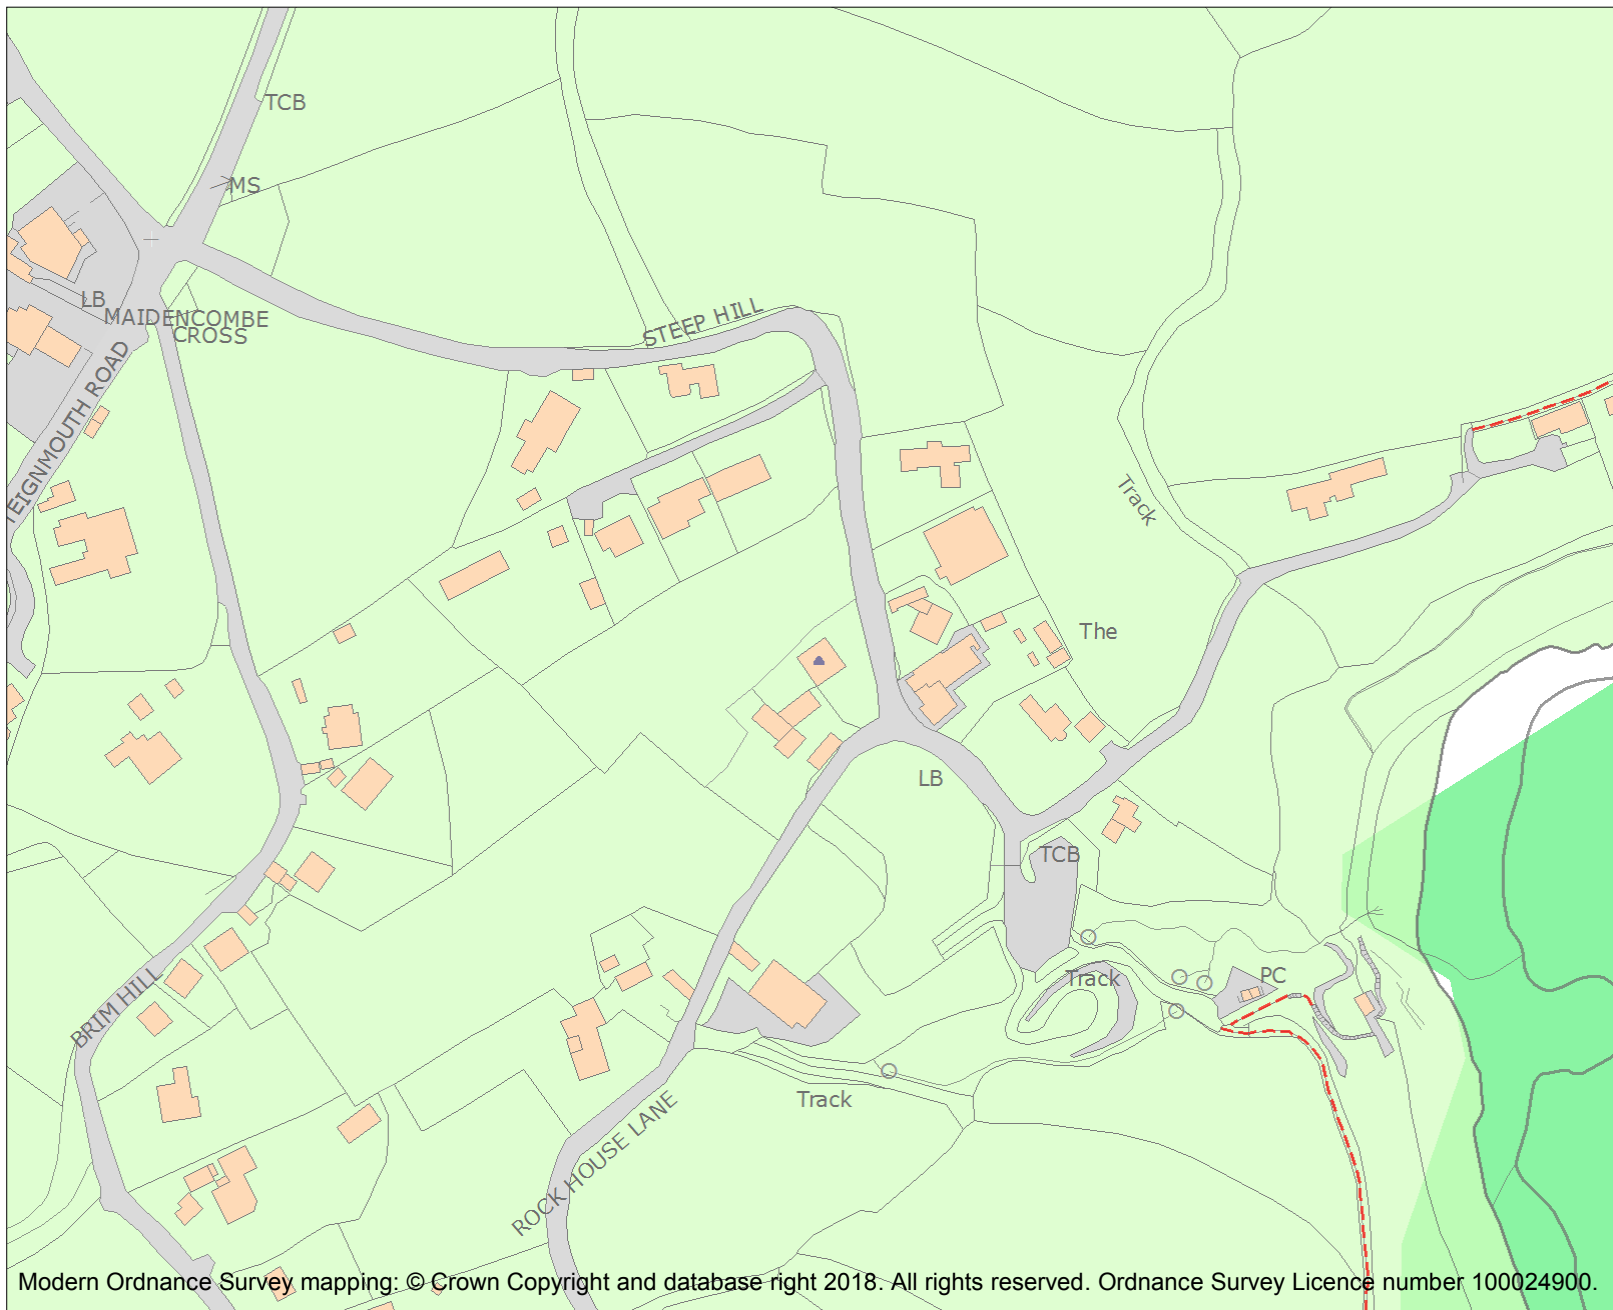 TCB
MS
LB
MAIDENCOMBE
CROSS
STEEP HILL
TEIGNMOUTH ROAD
Track
The
LB
TCB
Track
PC
BRIM HILL
Track
ROCK HOUSE LANE
Modern Ordnance Survey mapping: © Crown Copyright and database right 2018. All rights reserved. Ordnance Survey Licence number 100024900.